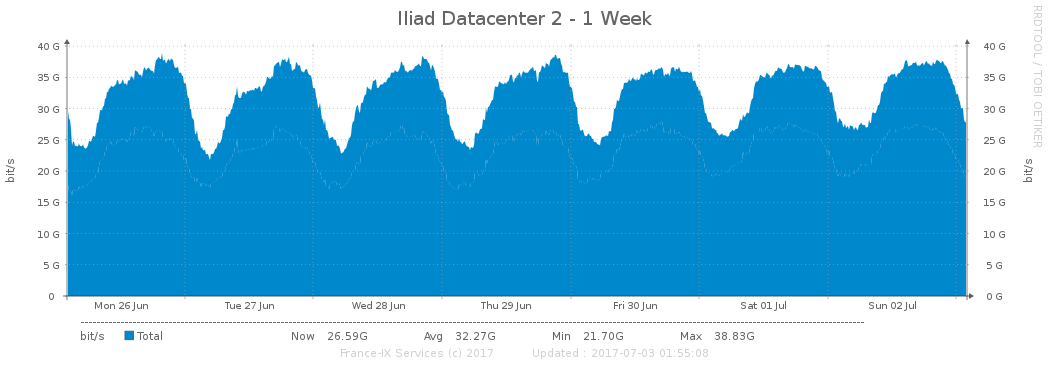 Iliad Datacenter 2 - 1 Week
RRDTOOL / TOBI OETIKER
40 G 40 G
35 G 35 G
30 G 30 G
25 G 25 G
20 G 20 G
15 G 15 G
10 G 10 G
5 G 5 G
0 0 G
bit/s
bit/s
Mon 26 Jun Tue 27 Jun Wed 28 Jun Thu 29 Jun Fri 30 Jun Sat 01 Jul Sun 02 Jul
bit/s Total Now 26.59G Avg 32.27G Min 21.70G Max 38.83G
France-IX Services (c) 2017 Updated : 2017-07-03 01:55:08